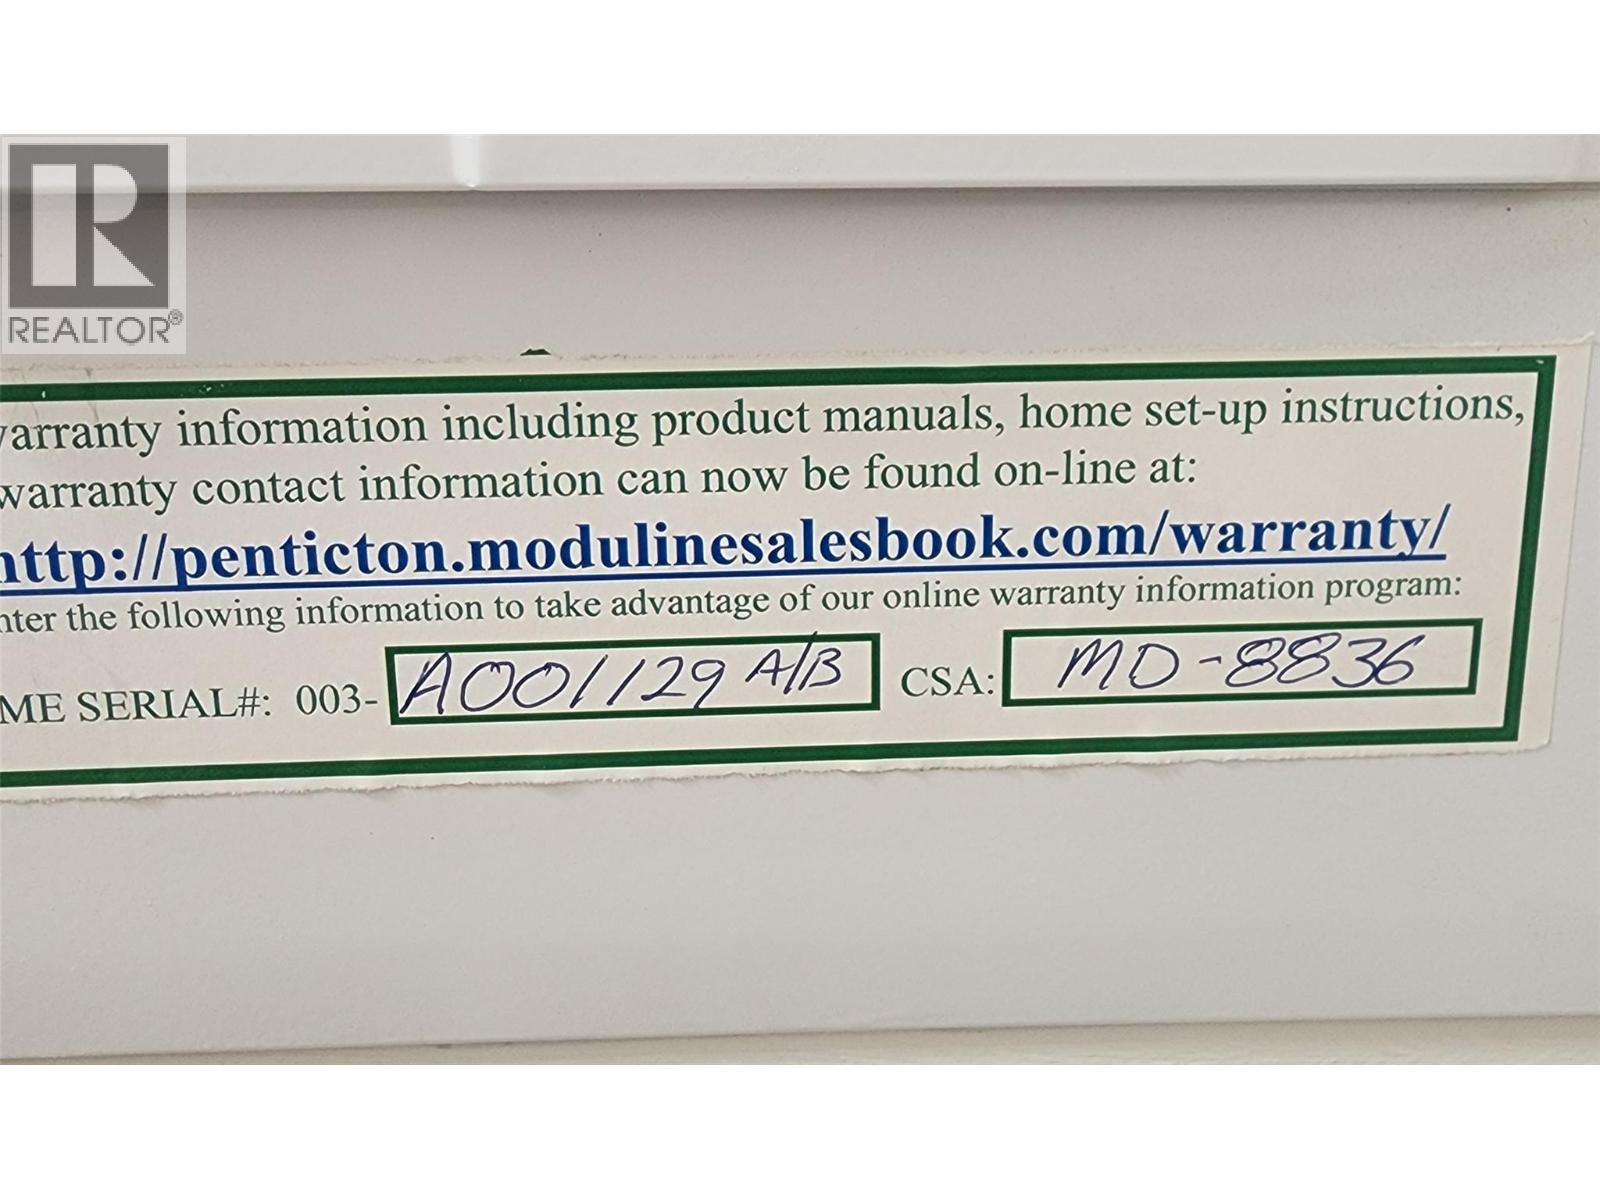 REALTOR®
warranty information including product manuals, home set-up instructions,
warranty contact information can now be found on-line at:
http://penticton.modulinesalesbook.com/warranty/
the following information to take advantage of our online warranty information program:
SERIAL#: 003- A001129 A/B CSA: MD-8836